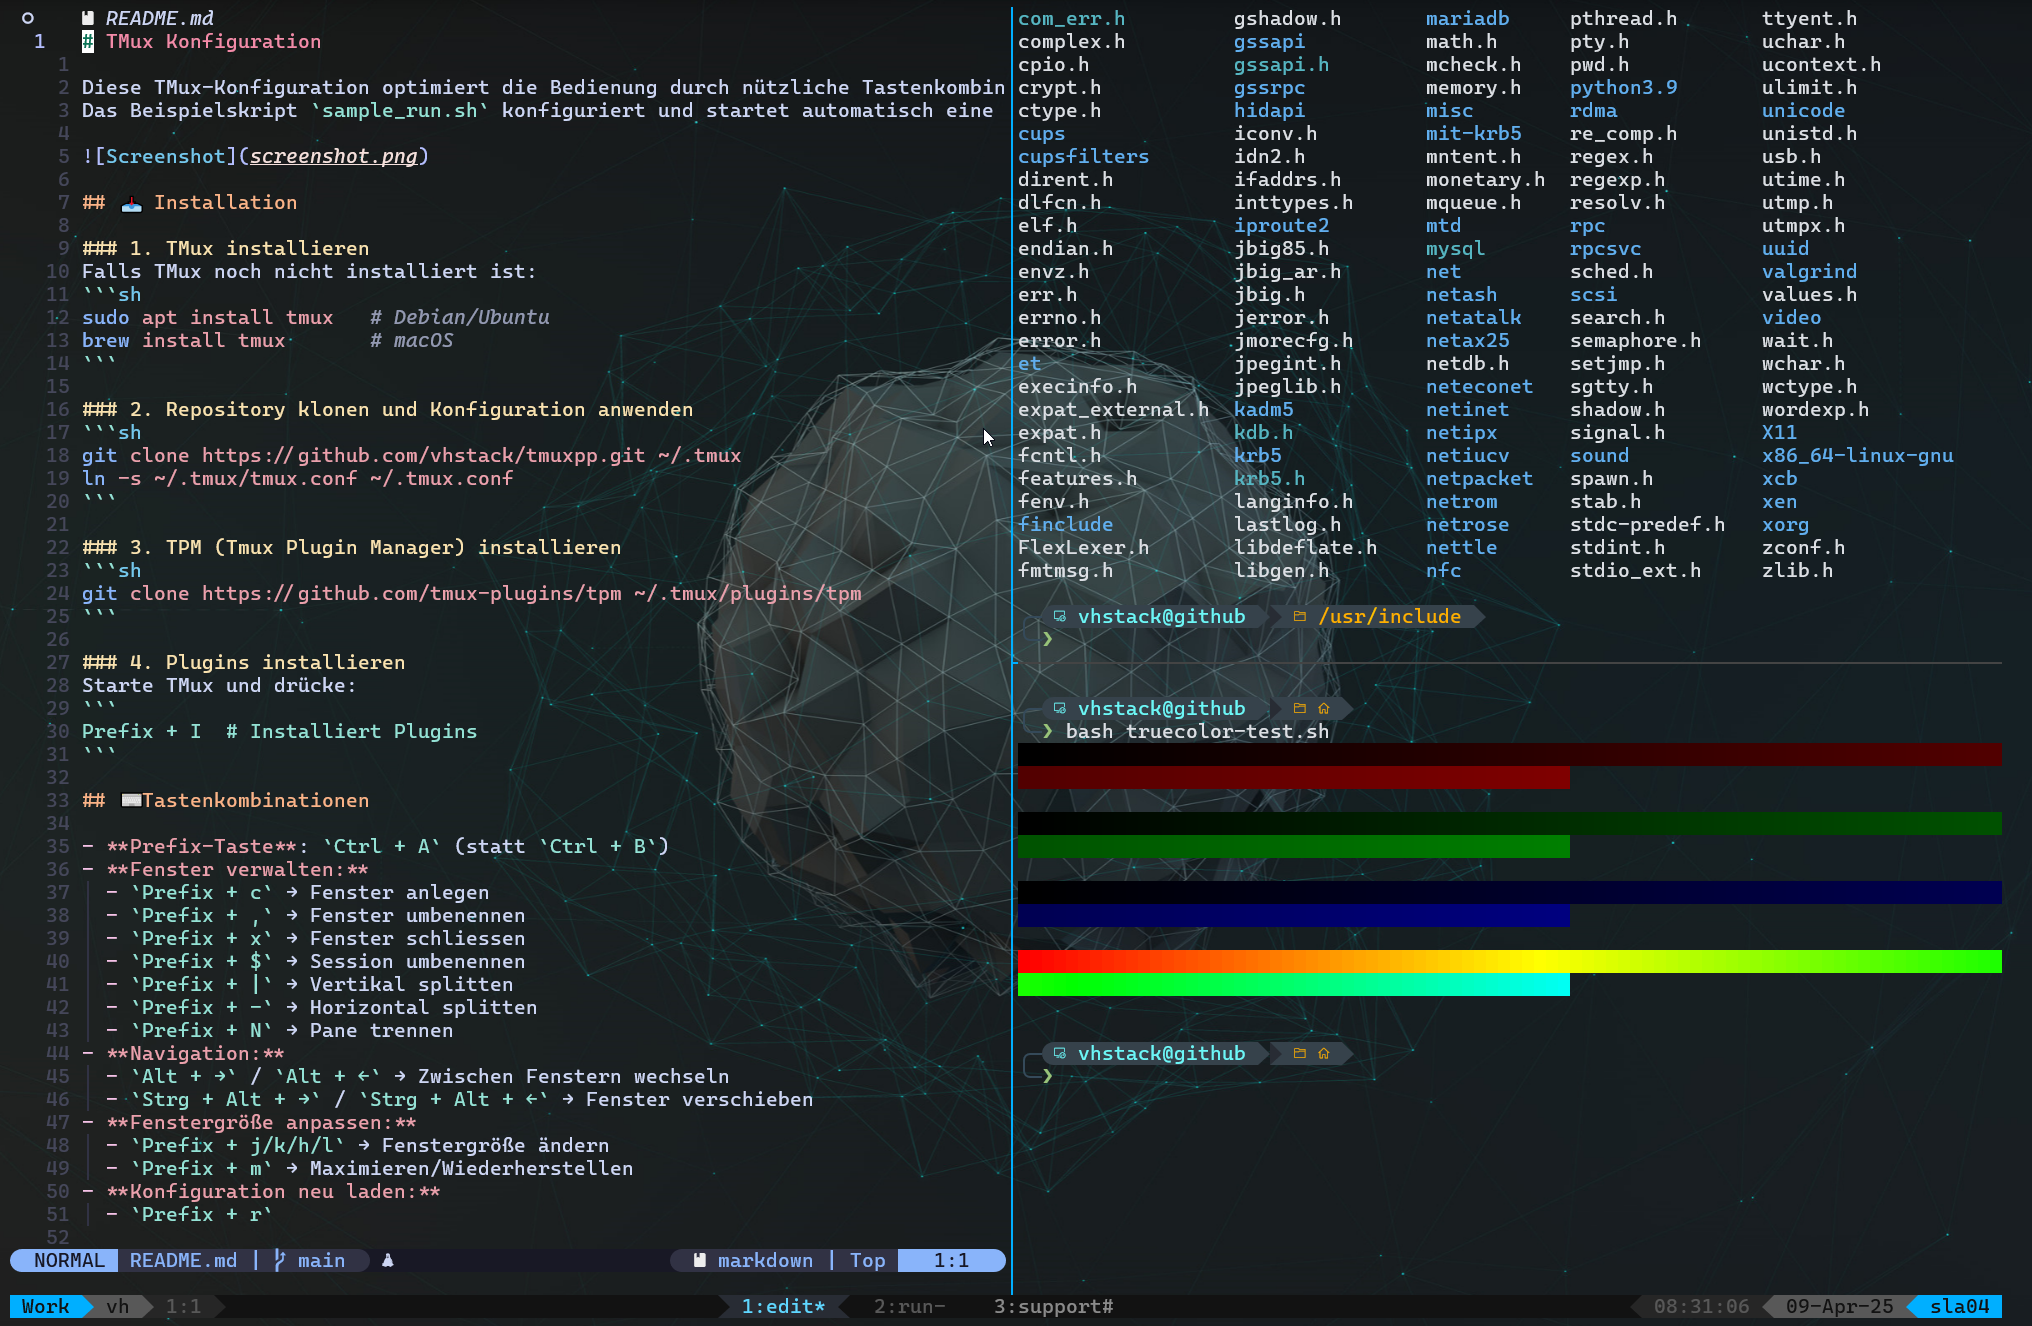 README.md
1 # TMux Konfiguration
1
2 Diese TMux-Konfiguration optimiert die Bedienung durch nützliche Tastenkombin
3 Das Beispielskript `sample_run.sh` konfiguriert und startet automatisch eine
4
5 ![Screenshot](screenshot.png)
6
7 ## 📥 Installation
8
9 ### 1. TMux installieren
10 Falls TMux noch nicht installiert ist:
11 ```sh
12 sudo apt install tmux   # Debian/Ubuntu
13 brew install tmux       # macOS
14 ```
15
16 ### 2. Repository klonen und Konfiguration anwenden
17 ```sh
18 git clone https://github.com/vhstack/tmuxpp.git ~/.tmux
19 ln -s ~/.tmux/tmux.conf ~/.tmux.conf
20 ```
21
22 ### 3. TPM (Tmux Plugin Manager) installieren
23 ```sh
24 git clone https://github.com/tmux-plugins/tpm ~/.tmux/plugins/tpm
25 ```
26
27 ### 4. Plugins installieren
28 Starte TMux und drücke:
29 ```
30 Prefix + I  # Installiert Plugins
31 ```
32
33 ## ⌨️Tastenkombinationen
34
35 - **Prefix-Taste**: `Ctrl + A` (statt `Ctrl + B`)
36 - **Fenster verwalten:**
37 - `Prefix + c` → Fenster anlegen
38 - `Prefix + ,` → Fenster umbenennen
39 - `Prefix + x` → Fenster schliessen
40 - `Prefix + $` → Session umbenennen
41 - `Prefix + |` → Vertikal splitten
42 - `Prefix + -` → Horizontal splitten
43 - `Prefix + N` → Pane trennen
44 - **Navigation:**
45 - `Alt + →` / `Alt + ←` → Zwischen Fenstern wechseln
46 - `Strg + Alt + →` / `Strg + Alt + ←` → Fenster verschieben
47 - **Fenstergröße anpassen:**
48 - `Prefix + j/k/h/l` → Fenstergröße ändern
49 - `Prefix + m` → Maximieren/Wiederherstellen
50 - **Konfiguration neu laden:**
51 - `Prefix + r`
52
NORMAL README.md | main markdown | Top 1:1
com_err.h gshadow.h mariadb pthread.h ttyent.h
complex.h gssapi math.h pty.h uchar.h
cpio.h gssapi.h mcheck.h pwd.h ucontext.h
crypt.h gssrpc memory.h python3.9 ulimit.h
ctype.h hidapi misc rdma unicode
cups iconv.h mit-krb5 re_comp.h unistd.h
cupsfilters idn2.h mntent.h regex.h usb.h
dirent.h ifaddrs.h monetary.h regexp.h utime.h
dlfcn.h inttypes.h mqueue.h resolv.h utmp.h
elf.h iproute2 mtd rpc utmpx.h
endian.h jbig85.h mysql rpcsvc uuid
envz.h jbig_ar.h net sched.h valgrind
err.h jbig.h netash scsi values.h
errno.h jerror.h netatalk search.h video
error.h jmorecfg.h netax25 semaphore.h wait.h
et jpegint.h netdb.h setjmp.h wchar.h
execinfo.h jpeglib.h neteconet sgtty.h wctype.h
expat_external.h kadm5 netinet shadow.h wordexp.h
expat.h kdb.h netipx signal.h X11
fcntl.h krb5 netiucv sound x86_64-linux-gnu
features.h krb5.h netpacket spawn.h xcb
fenv.h langinfo.h netrom stab.h xen
finclude lastlog.h netrose stdc-predef.h xorg
FlexLexer.h libdeflate.h nettle stdint.h zconf.h
fmtmsg.h libgen.h nfc stdio_ext.h zlib.h
vhstack@github /usr/include
❯
vhstack@github
❯ bash truecolor-test.sh
vhstack@github
❯
Work vh 1:1 1:edit* 2:run- 3:support# 08:31:06 09-Apr-25 sla04